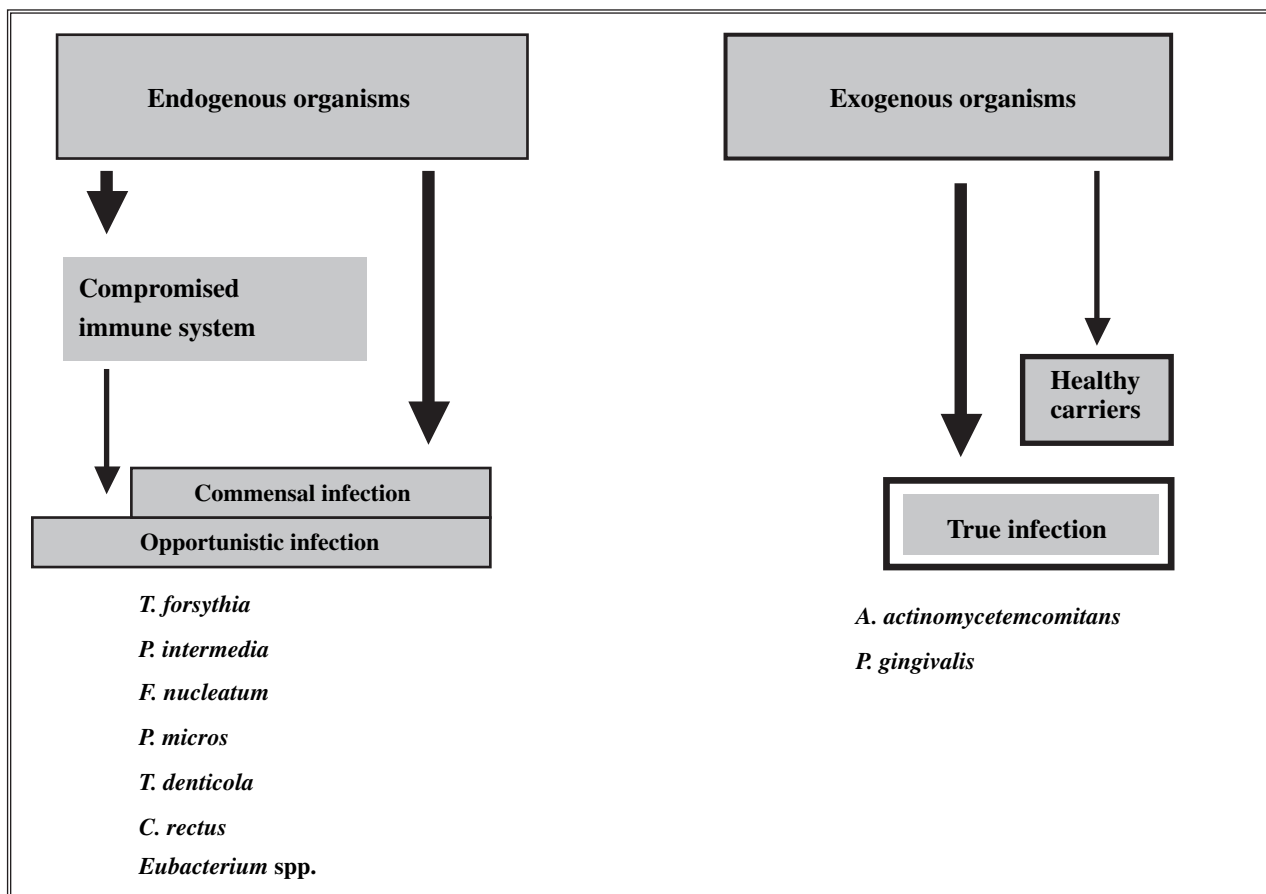 Endogenous organisms
Exogenous organisms
Compromised
immune system
Healthy
carriers
Commensal infection
Opportunistic infection
True infection
T. forsythia
P. intermedia
F. nucleatum
P. micros
T. denticola
C. rectus
Eubacterium spp.
A. actinomycetemcomitans
P. gingivalis